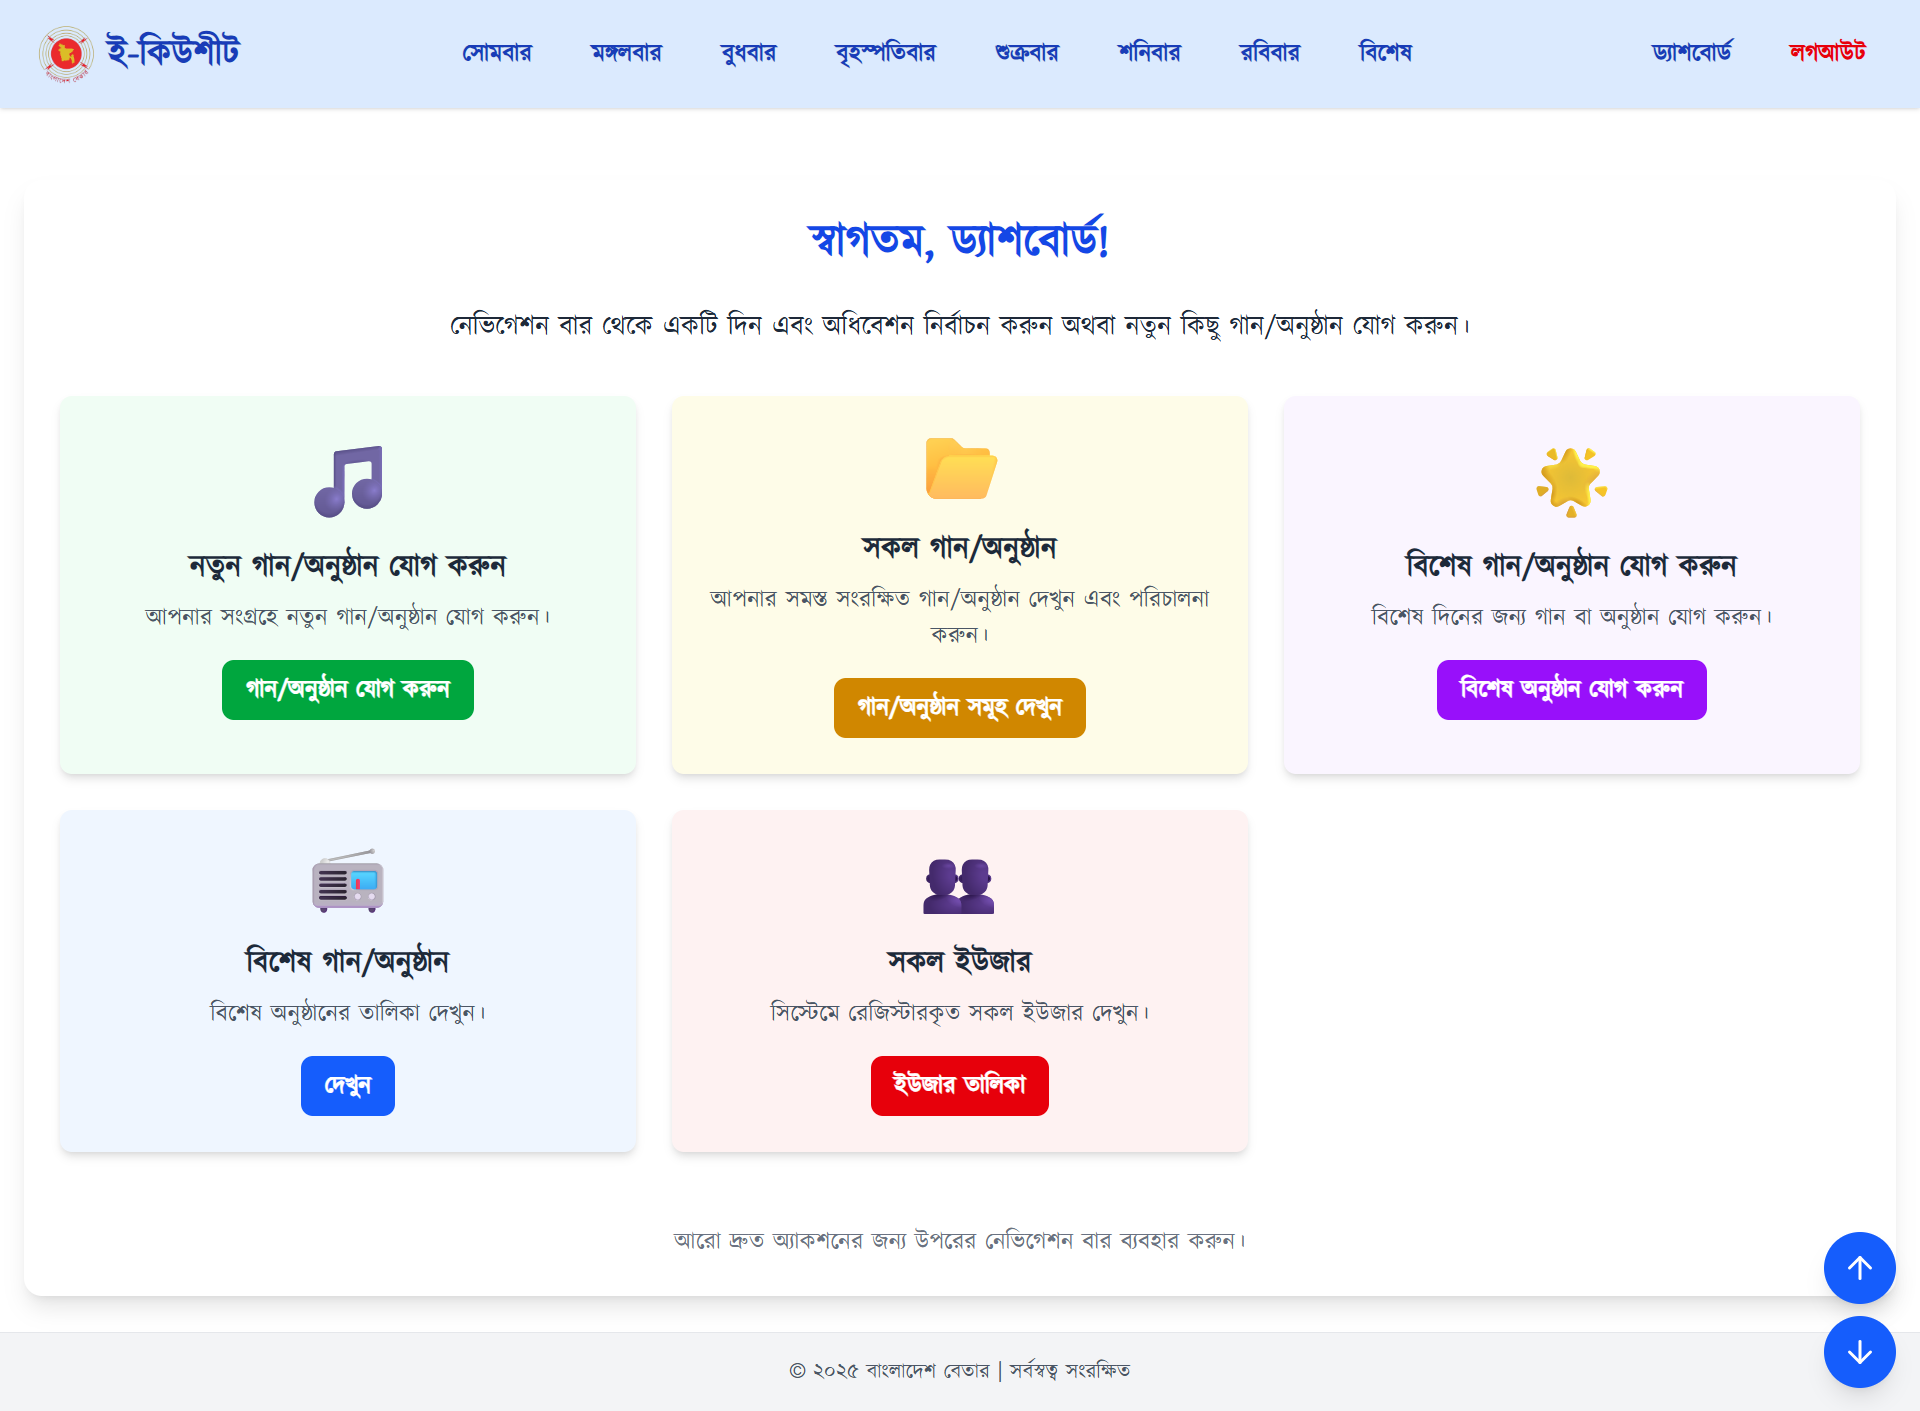 ই-কিউশীট
সোমবার মঙ্গলবার বুধবার বৃহস্পতিবার শুক্রবার শনিবার রবিবার বিশেষ ড্যাশবোর্ড লগআউট
স্বাগতম, ড্যাশবোর্ড!
নেভিগেশন বার থেকে একটি দিন এবং অধিবেশন নির্বাচন করুন অথবা নতুন কিছু গান/অনুষ্ঠান যোগ করুন।
নতুন গান/অনুষ্ঠান যোগ করুন
আপনার সংগ্রহে নতুন গান/অনুষ্ঠান যোগ করুন।
গান/অনুষ্ঠান যোগ করুন
সকল গান/অনুষ্ঠান
আপনার সমস্ত সংরক্ষিত গান/অনুষ্ঠান দেখুন এবং পরিচালনা
করুন।
গান/অনুষ্ঠান সমূহ দেখুন
বিশেষ গান/অনুষ্ঠান যোগ করুন
বিশেষ দিনের জন্য গান বা অনুষ্ঠান যোগ করুন।
বিশেষ অনুষ্ঠান যোগ করুন
বিশেষ গান/অনুষ্ঠান
বিশেষ অনুষ্ঠানের তালিকা দেখুন।
দেখুন
সকল ইউজার
সিস্টেমে রেজিস্টারকৃত সকল ইউজার দেখুন।
ইউজার তালিকা
আরো দ্রুত অ্যাকশনের জন্য উপরের নেভিগেশন বার ব্যবহার করুন।
© ২০২৫ বাংলাদেশ বেতার | সর্বস্বত্ব সংরক্ষিত